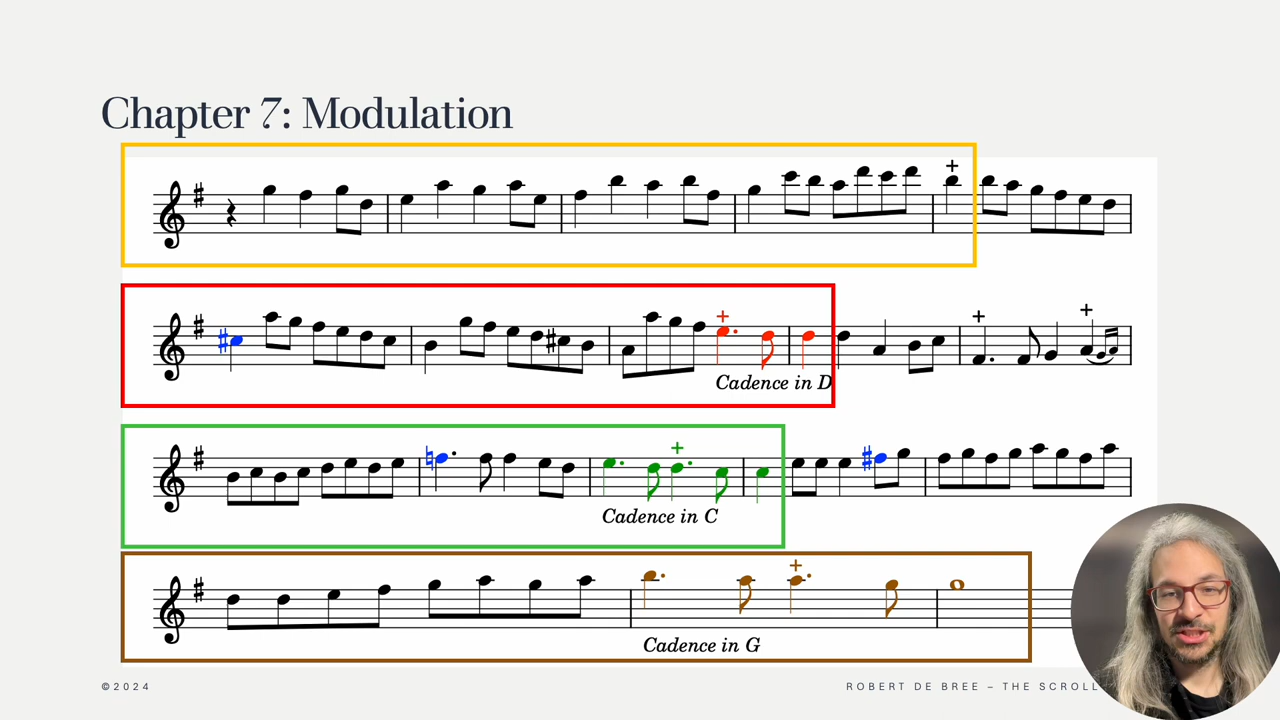 Chapter 7: Modulation
Cadence in D
Cadence in C
Cadence in G
©2024
ROBERT DE BREE – THE SCROLL